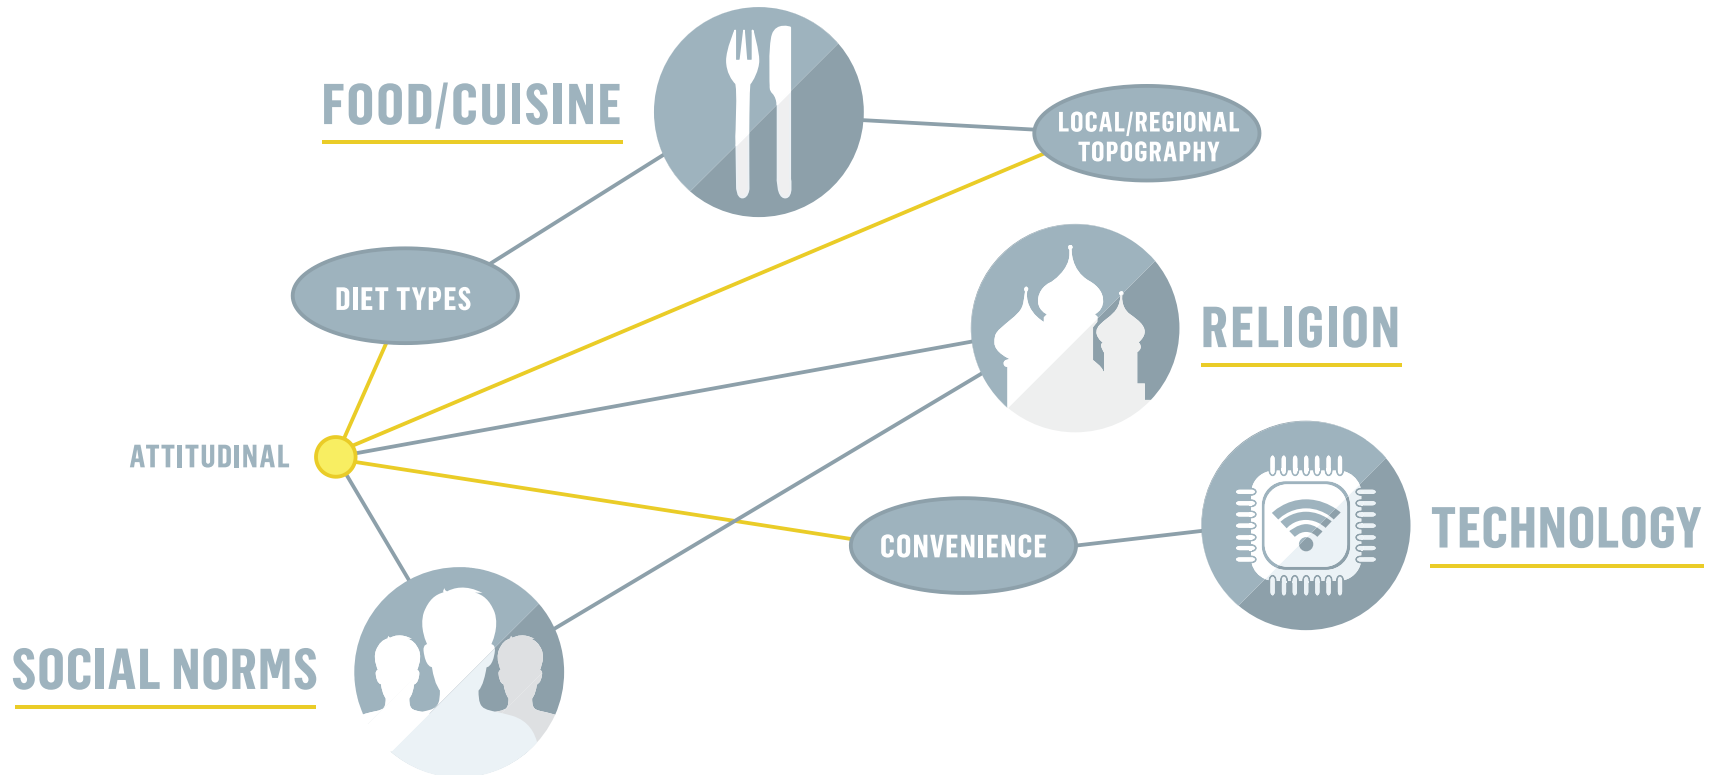 FOOD/CUISINE
LOCAL/REGIONAL
TOPOGRAPHY
DIET TYPES
RELIGION
ATTITUDINAL
CONVENIENCE
TECHNOLOGY
SOCIAL NORMS